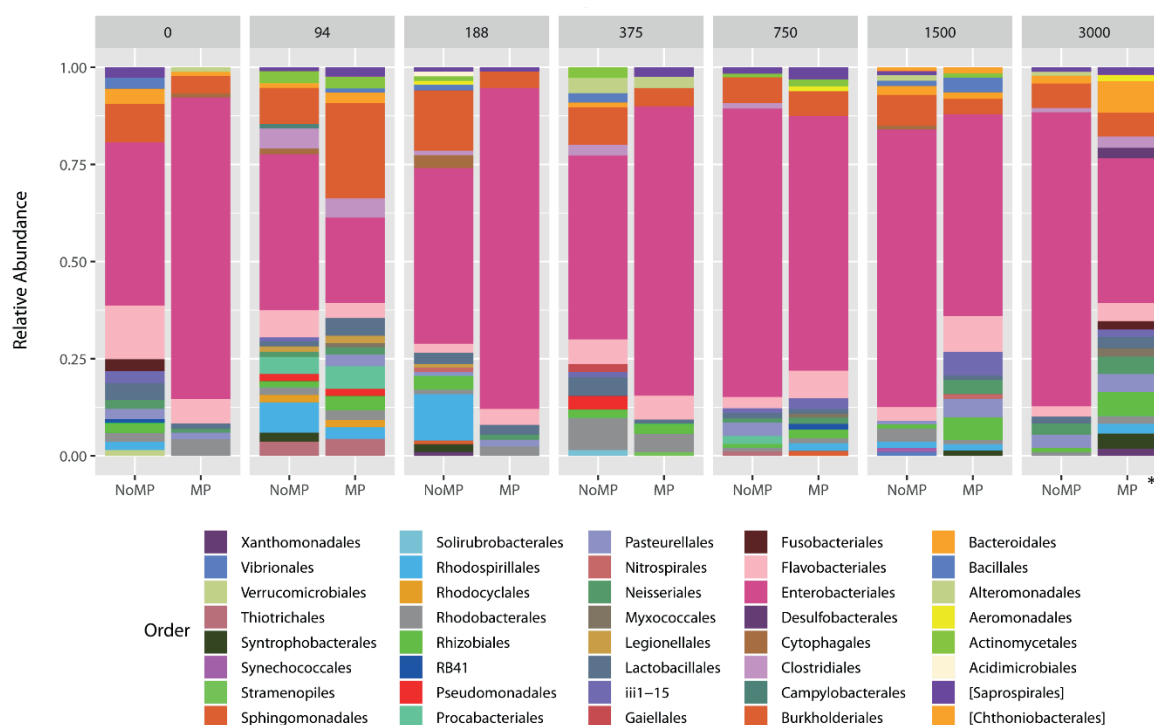 0 94 188 375 750 1500 3000
1.00
0.75
0.50
0.25
0.00
Relative Abundance
NoMP MP NoMP MP NoMP MP NoMP MP NoMP MP NoMP MP NoMP MP *
Order
Xanthomonadales Solirubrobacterales Pasteurellales Fusobacteriales Bacteroidales
Vibrionales Rhodospirillales Nitrospirales Flavobacteriales Bacillales
Verrucomicrobiales Rhodocyclales Neisseriales Enterobacteriales Alteromonadales
Thiotrichales Rhodobacterales Myxococcales Desulfobacterales Aeromonadales
Syntrophobacterales Rhizobiales Legionellales Cytophagales Actinomycetales
Synechococcales RB41 Lactobacillales Clostridiales Acidimicrobiales
Stramenopiles Pseudomonadales iii1-15 Campylobacterales [Saprospirales]
Sphingomonadales Procabacteriales Gaiellales Burkholderiales [Chthoniobacterales]